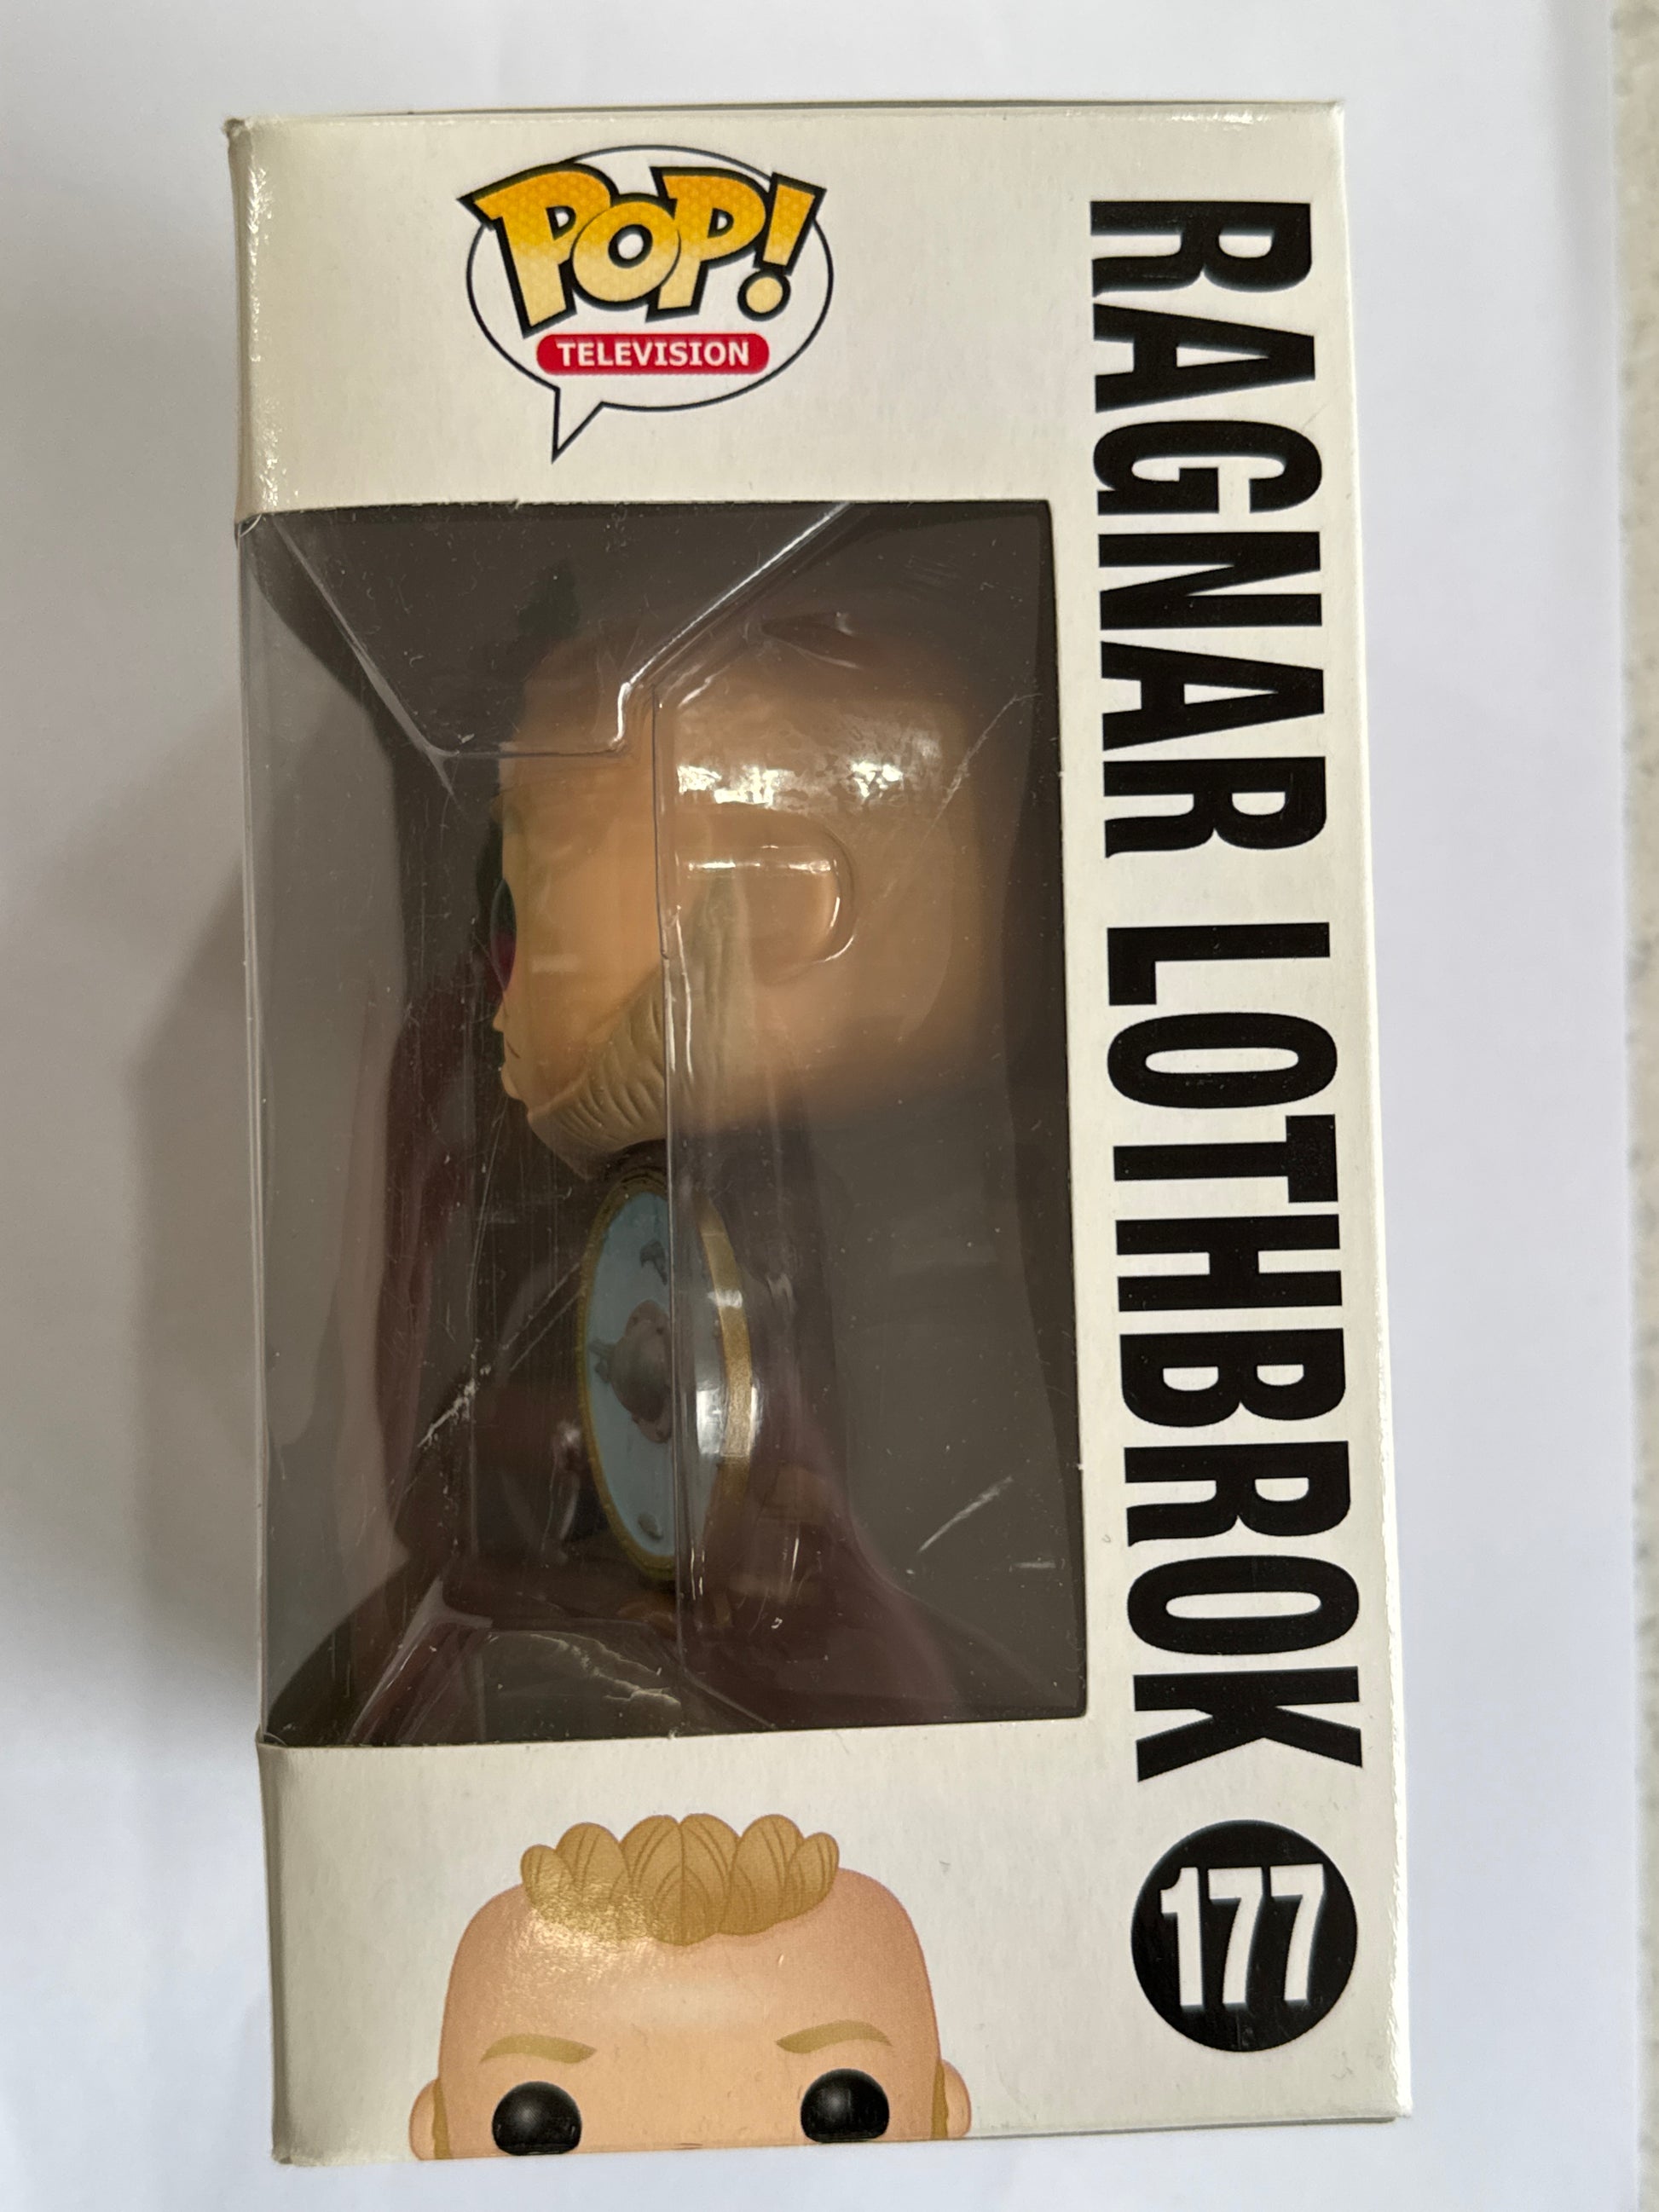 POP!
TELEVISION
RAGNAR LOTHBROK
177